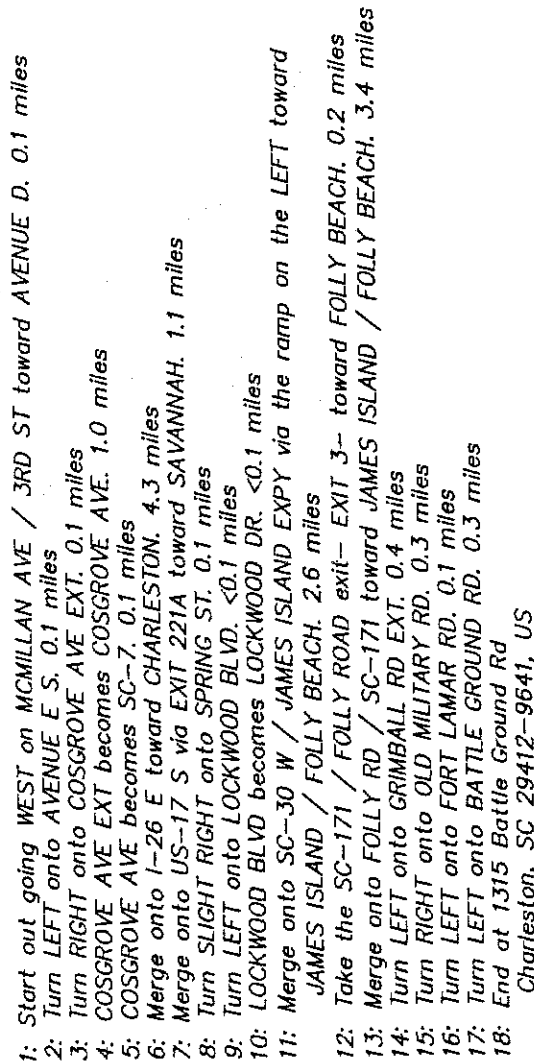 1: Start out going WEST on MCMILLAN AVE / 3RD ST toward AVENUE D. 0.1 miles
2: Turn LEFT onto AVENUE E S. 0.1 miles
3: Turn RIGHT onto COSGROVE AVE EXT. 0.1 miles
4: COSGROVE AVE EXT becomes COSGROVE AVE. 1.0 miles
5: COSGROVE AVE becomes SC-7. 0.1 miles
6: Merge onto I-26 E toward CHARLESTON. 4.3 miles
7: Merge onto US-17 S via EXIT 221A toward SAVANNAH. 1.1 miles
8: Turn SLIGHT RIGHT onto SPRING ST. 0.1 miles
9: Turn LEFT onto LOCKWOOD BLVD. <0.1 miles
10: LOCKWOOD BLVD becomes LOCKWOOD DR. <0.1 miles
11: Merge onto SC-30 W / JAMES ISLAND EXPY via the ramp on the LEFT toward
JAMES ISLAND / FOLLY BEACH. 2.6 miles
12: Take the SC-171 / FOLLY ROAD exit- EXIT 3- toward FOLLY BEACH. 0.2 miles
13: Merge onto FOLLY RD / SC-171 toward JAMES ISLAND / FOLLY BEACH. 3.4 miles
14: Turn LEFT onto GRIMBALL RD EXT. 0.4 miles
15: Turn RIGHT onto OLD MILITARY RD. 0.3 miles
16: Turn LEFT onto FORT LAMAR RD. 0.1 miles
17: Turn LEFT onto BATTLE GROUND RD. 0.3 miles
18: End at 1315 Battle Ground Rd
Charleston, SC 29412-9641, US